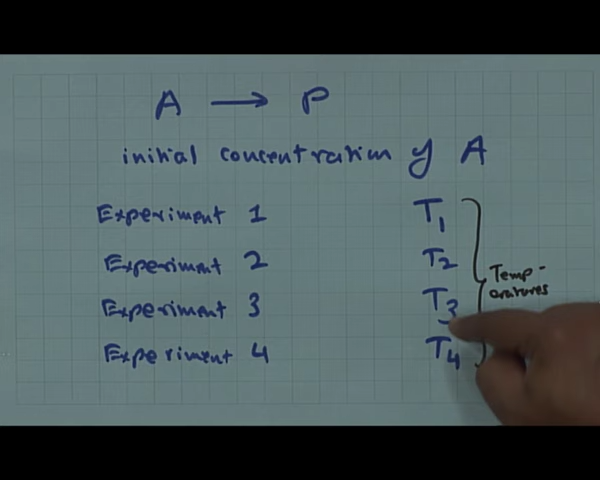 A → P
initial concentration of A
Experiment 1 T1
Experiment 2 T2
Experiment 3 T3
Experiment 4 T4
Temp-
eratures